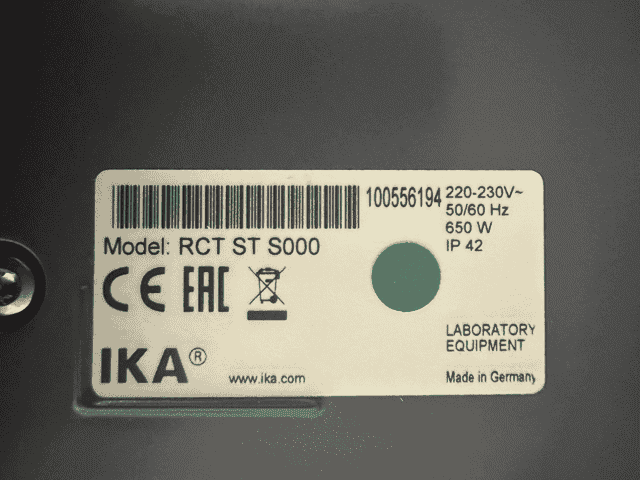 100556194
220-230V~
50/60 Hz
650 W
IP 42
Model: RCT ST S000
CE EAC
IKA®
www.ika.com
LABORATORY
EQUIPMENT
Made in Germany